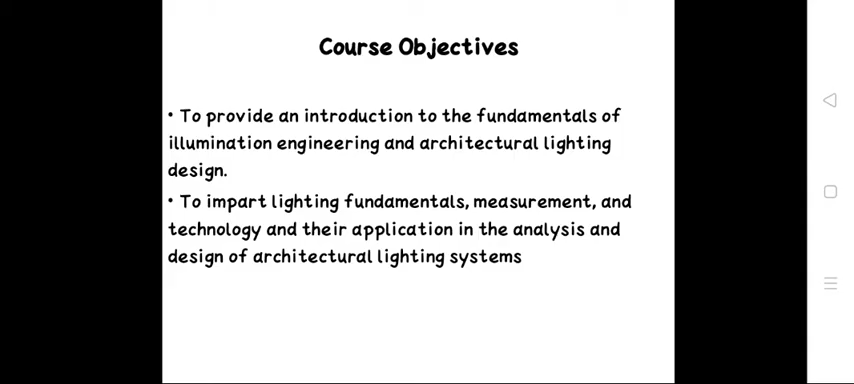 Course Objectives
• To provide an introduction to the fundamentals of
illumination engineering and architectural lighting
design.
• To impart lighting fundamentals, measurement, and
technology and their application in the analysis and
design of architectural lighting systems